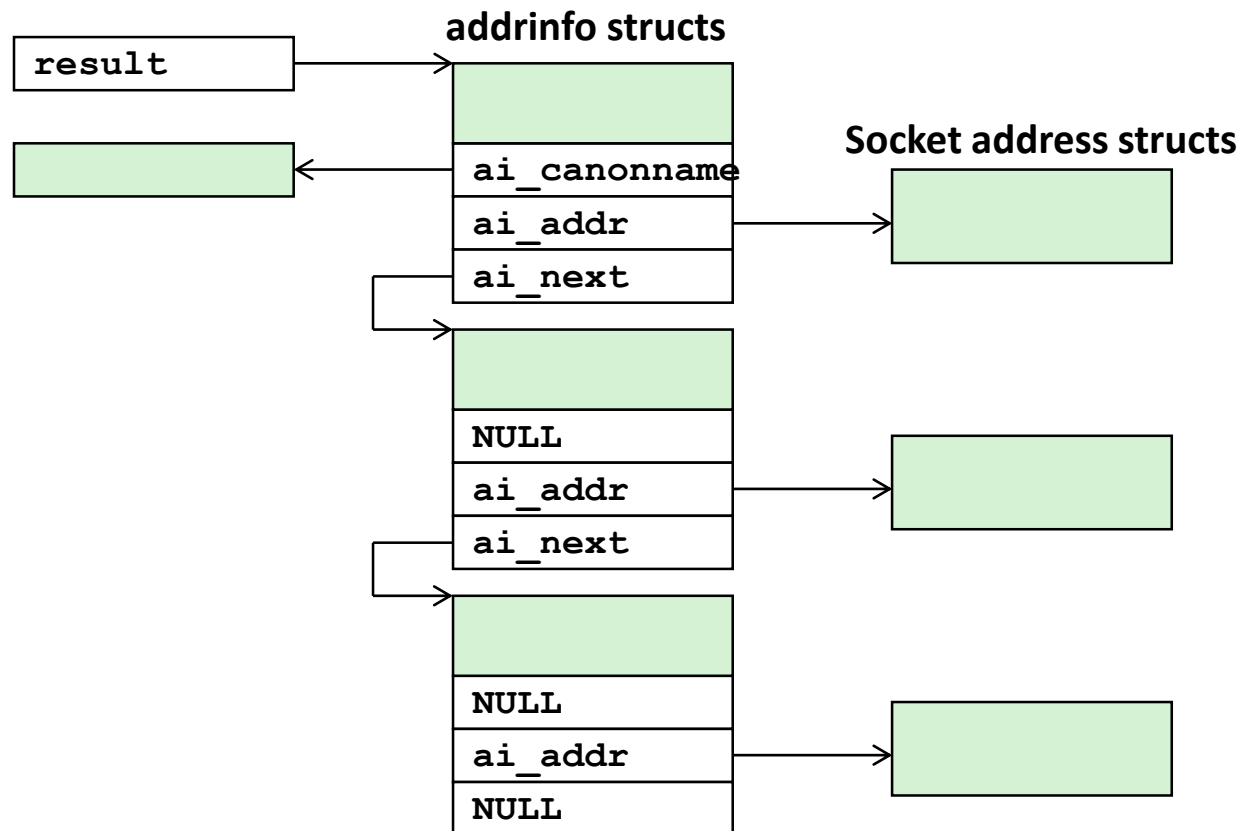 addrinfo structs
result
Socket address structs
ai_canonname
ai_addr
ai_next
NULL
ai_addr
ai_next
NULL
ai_addr
NULL